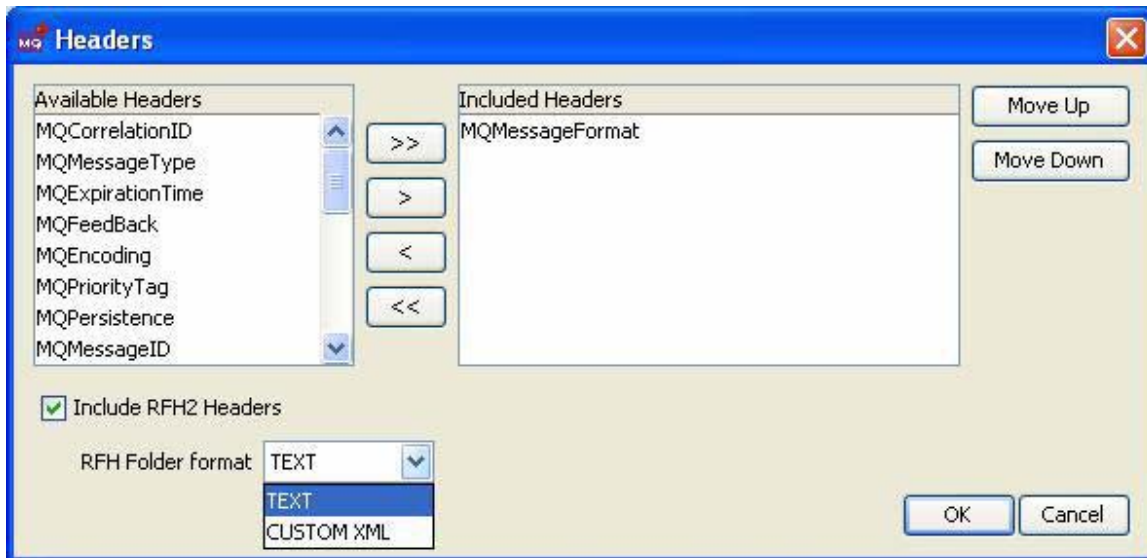 MQ Headers
Available Headers
MQCorrelationID
MQMessageType
MQExpirationTime
MQFeedBack
MQEncoding
MQPriorityTag
MQPersistence
MQMessageID
>>
>
<
<<
Included Headers
MQMessageFormat
Move Up
Move Down
Include RFH2 Headers
RFH Folder format TEXT
TEXT
CUSTOM XML
OK Cancel